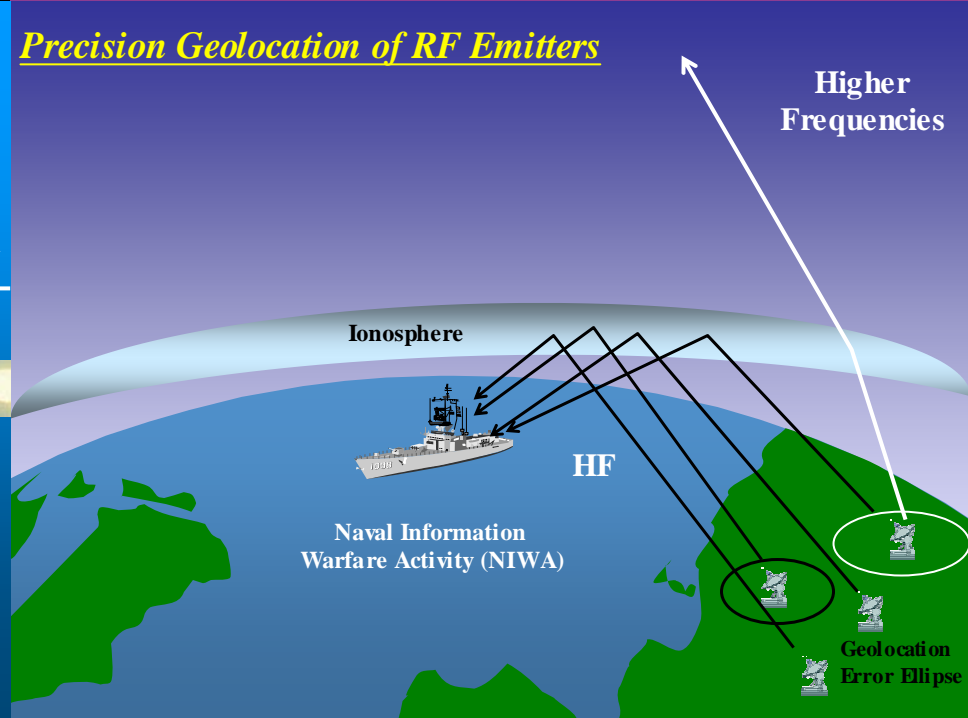 Precision Geolocation of RF Emitters
Higher
Frequencies
Ionosphere
HF
Naval Information
Warfare Activity (NIWA)
Geolocation
Error Ellipse